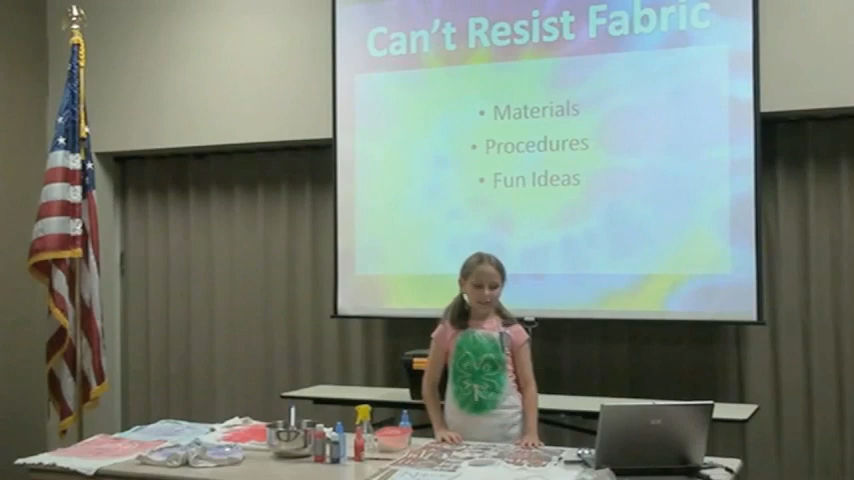 Can't Resist Fabric
• Materials
• Procedures
• Fun Ideas